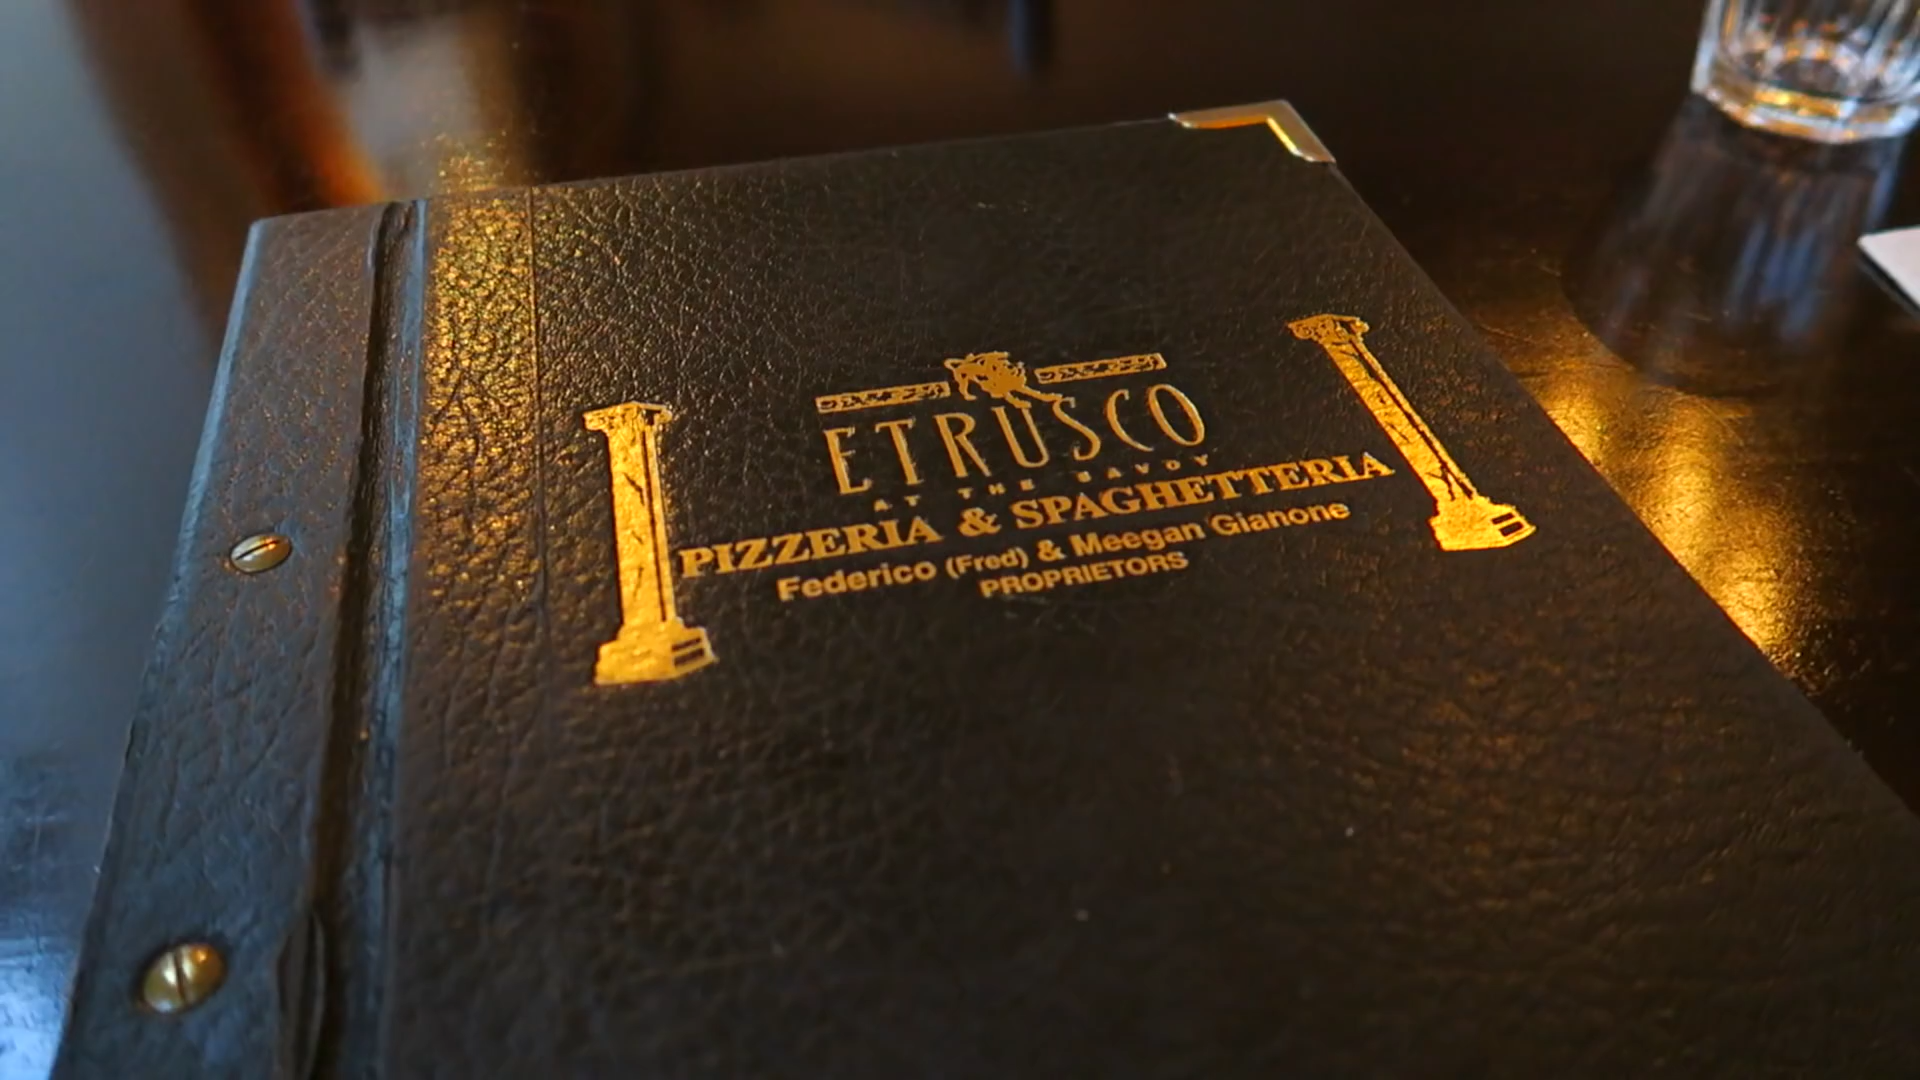 ETRUSCO
AT THE SAVOY
PIZZERIA & SPAGHETTERIA
Federico (Fred) & Meegan Gianone
PROPRIETORS